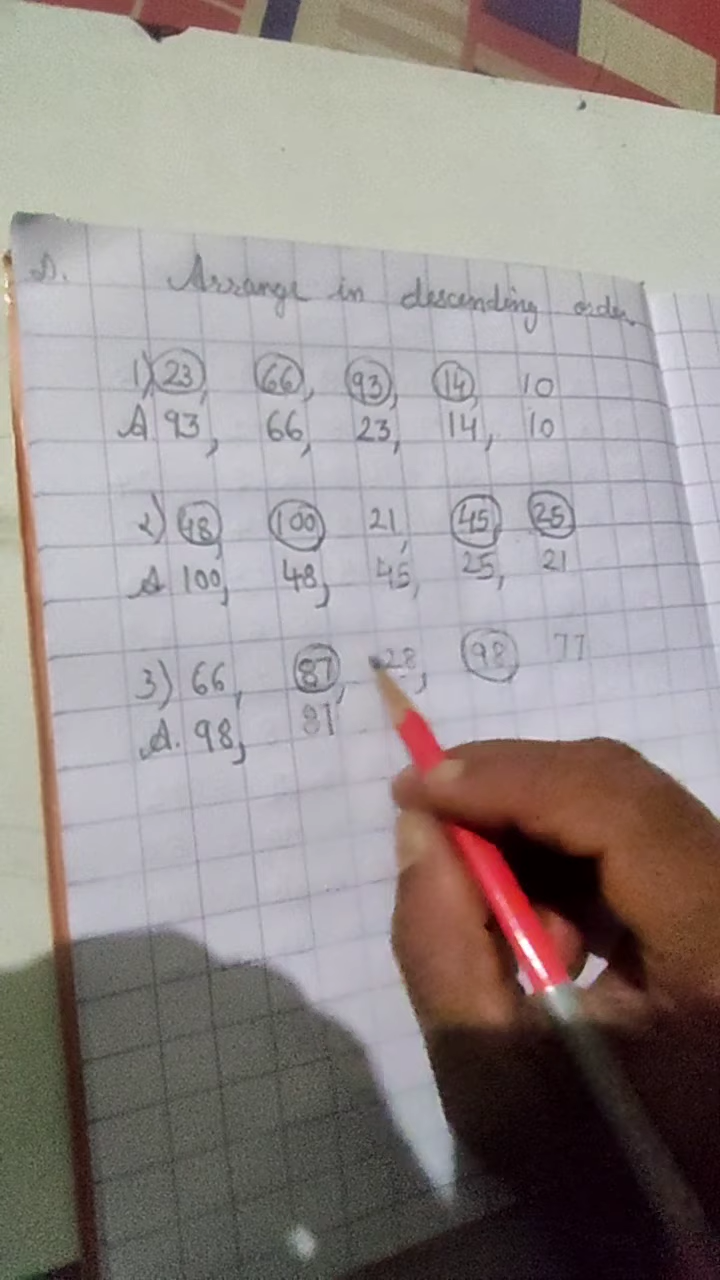 D. Arrange in descending order
1) 23, 66, 93, 14, 10
A 93, 66, 23, 14, 10
2) 48, 100, 21, 45, 25
A 100, 48, 45, 25, 21
3) 66, 87, 28, 98 77
A. 98, 87